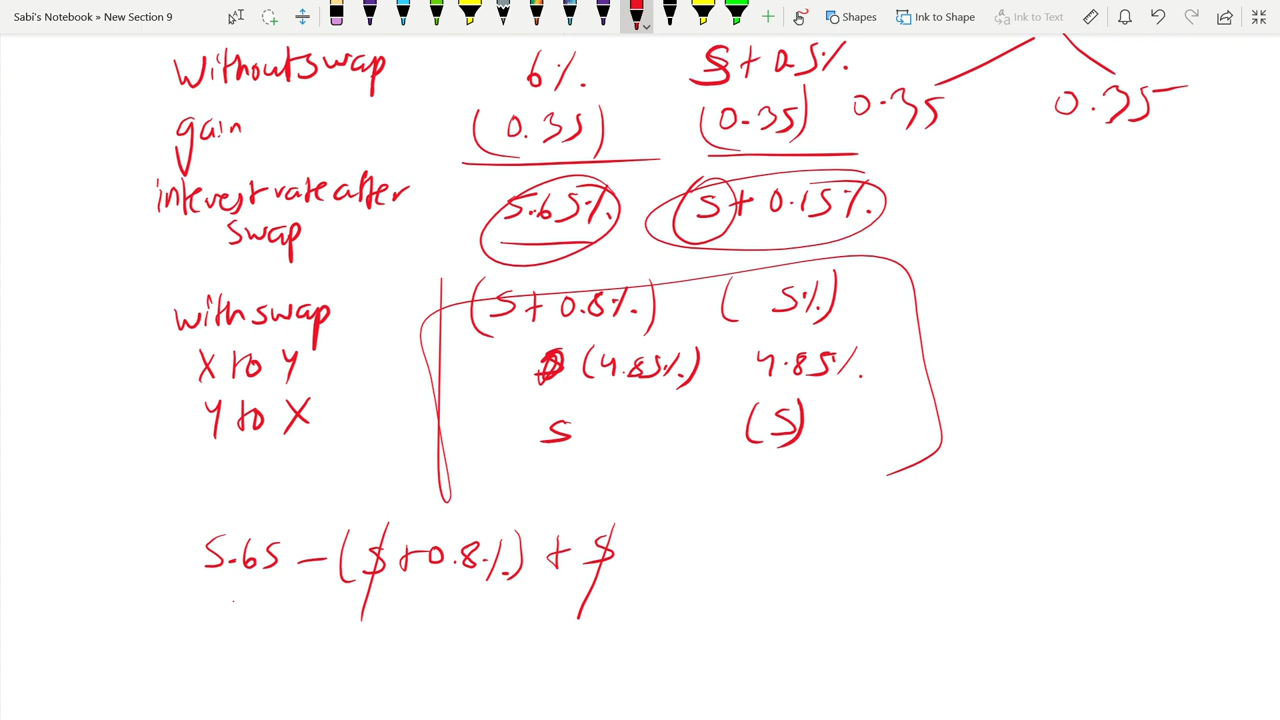 Sabi's Notebook » New Section 9
Shapes Ink to Shape Ink to Text
Without swap 6%. S + 0.5%.
gain (0.35) (0.35) 0.35 0.35
interest rate after swap 5.65%. S + 0.15%.
with swap (S + 0.8%.) (S%)
X to Y (4.85%) 4.85%.
Y to X S (S)
5.65 - (S + 0.8%.) + S